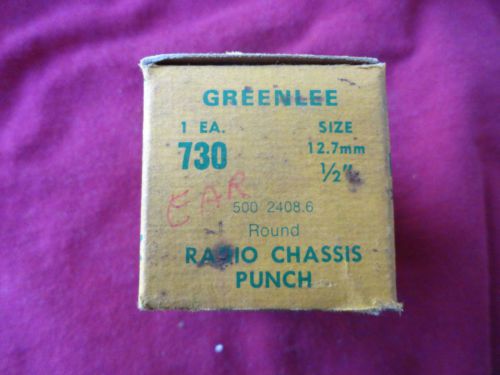 GREENLEE
1 EA. SIZE
730 12.7mm
1/2"
EAR
500 2408.6
Round
RADIO CHASSIS
PUNCH